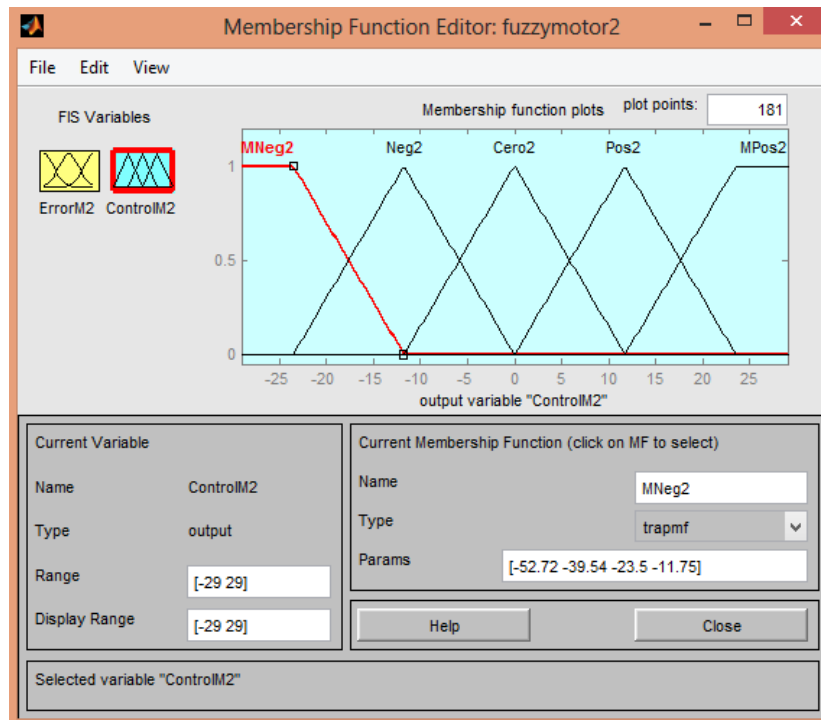 Membership Function Editor: fuzzymotor2
File Edit View
FIS Variables
Membership function plots plot points: 181
MNeg2 Neg2 Cero2 Pos2 MPos2
1
0.5
0
ErrorM2 ControlM2
-25 -20 -15 -10 -5 0 5 10 15 20 25
output variable "ControlM2"
Current Variable
Name ControlM2
Type output
Range [-29 29]
Display Range [-29 29]
Current Membership Function (click on MF to select)
Name MNeg2
Type trapmf
Params [-52.72 -39.54 -23.5 -11.75]
Help Close
Selected variable "ControlM2"